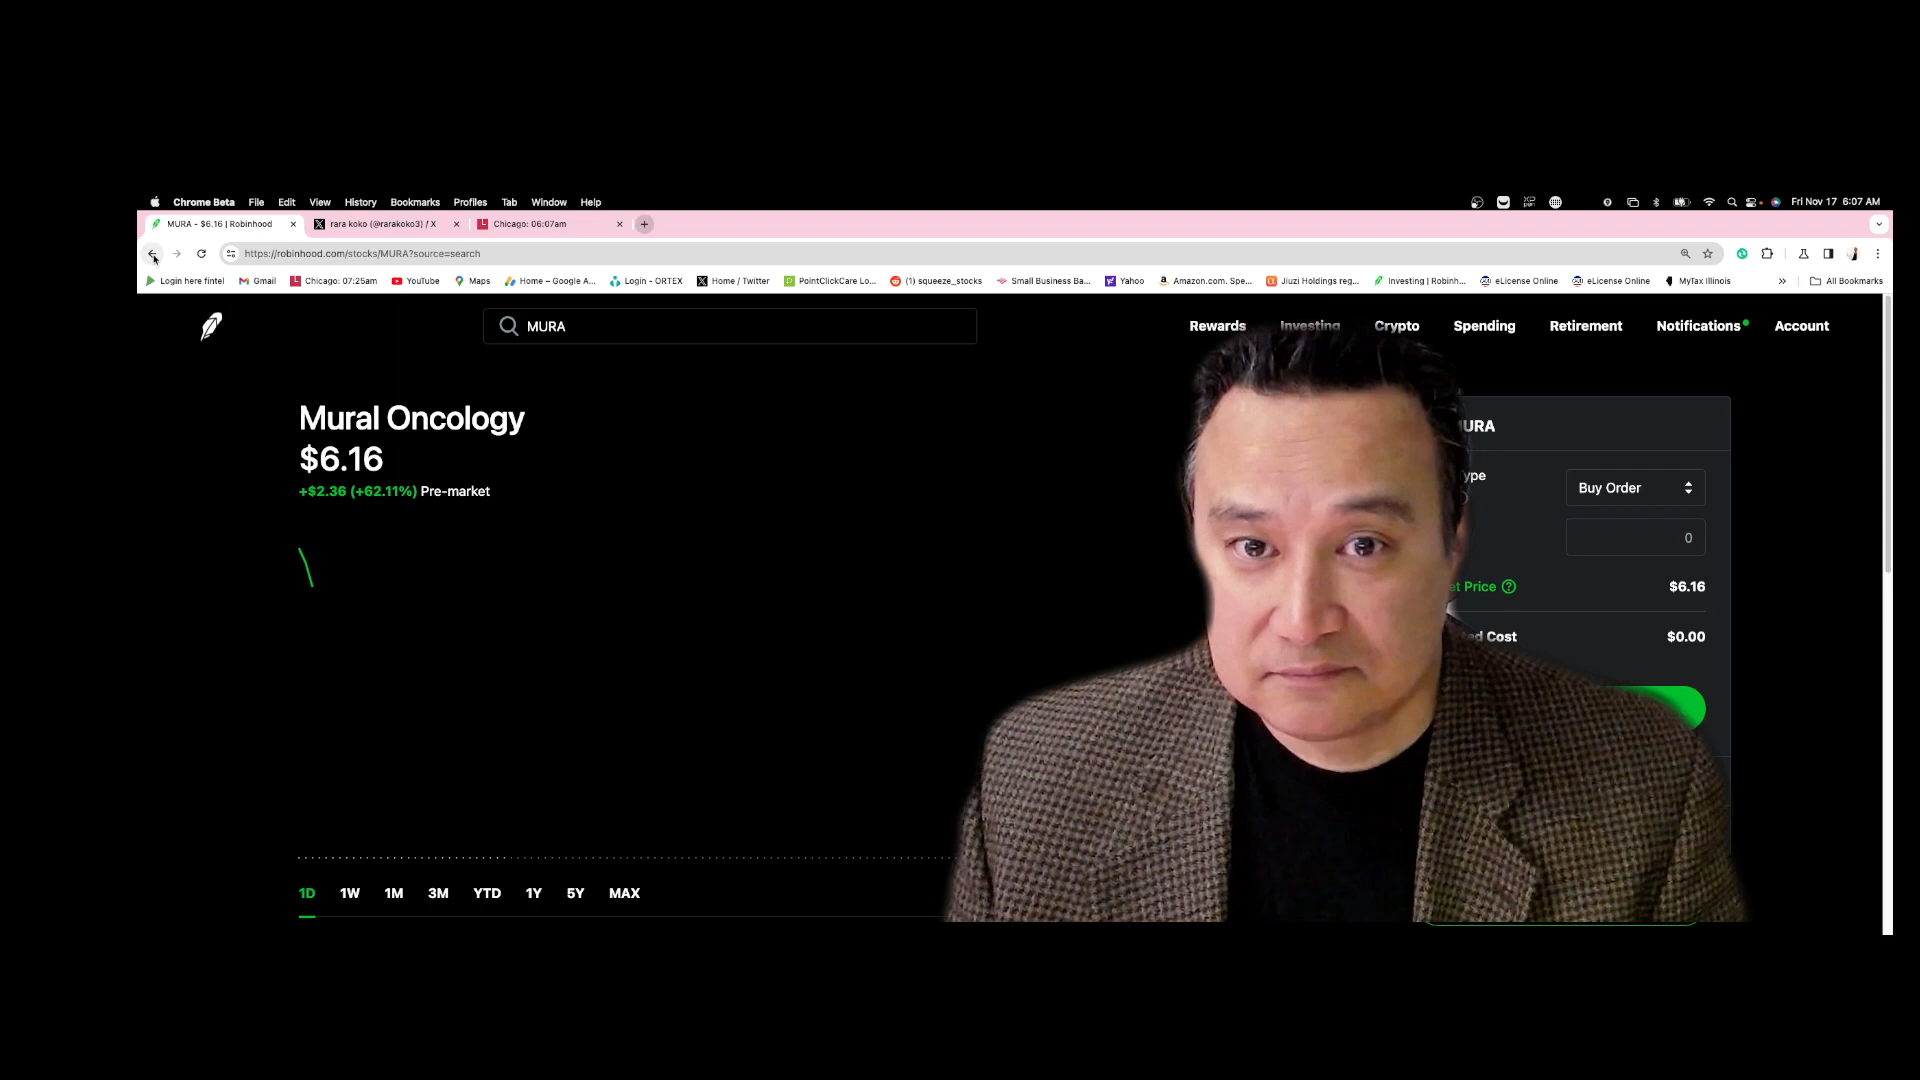 Chrome Beta File Edit View History Bookmarks Profiles Tab Window Help
Fri Nov 17 6:07 AM
MURA - $6.16 | Robinhood
rara koko (@rarakoko3) / X
Chicago: 06:07am
https://robinhood.com/stocks/MURA?source=search
Login here fintel
Gmail
Chicago: 07:25am
YouTube
Maps
Home – Google A...
Login - ORTEX
Home / Twitter
PointClickCare Lo...
(1) squeeze_stocks
Small Business Ba...
Yahoo
Amazon.com. Spe...
Jiuzi Holdings reg...
Investing | Robinh...
eLicense Online
eLicense Online
MyTax Illinois
All Bookmarks
MURA
Rewards Investing Crypto Spending Retirement Notifications Account
Mural Oncology
$6.16
+$2.36 (+62.11%) Pre-market
URA
ype
Buy Order
0
et Price
$6.16
ted Cost
$0.00
1D 1W 1M 3M YTD 1Y 5Y MAX